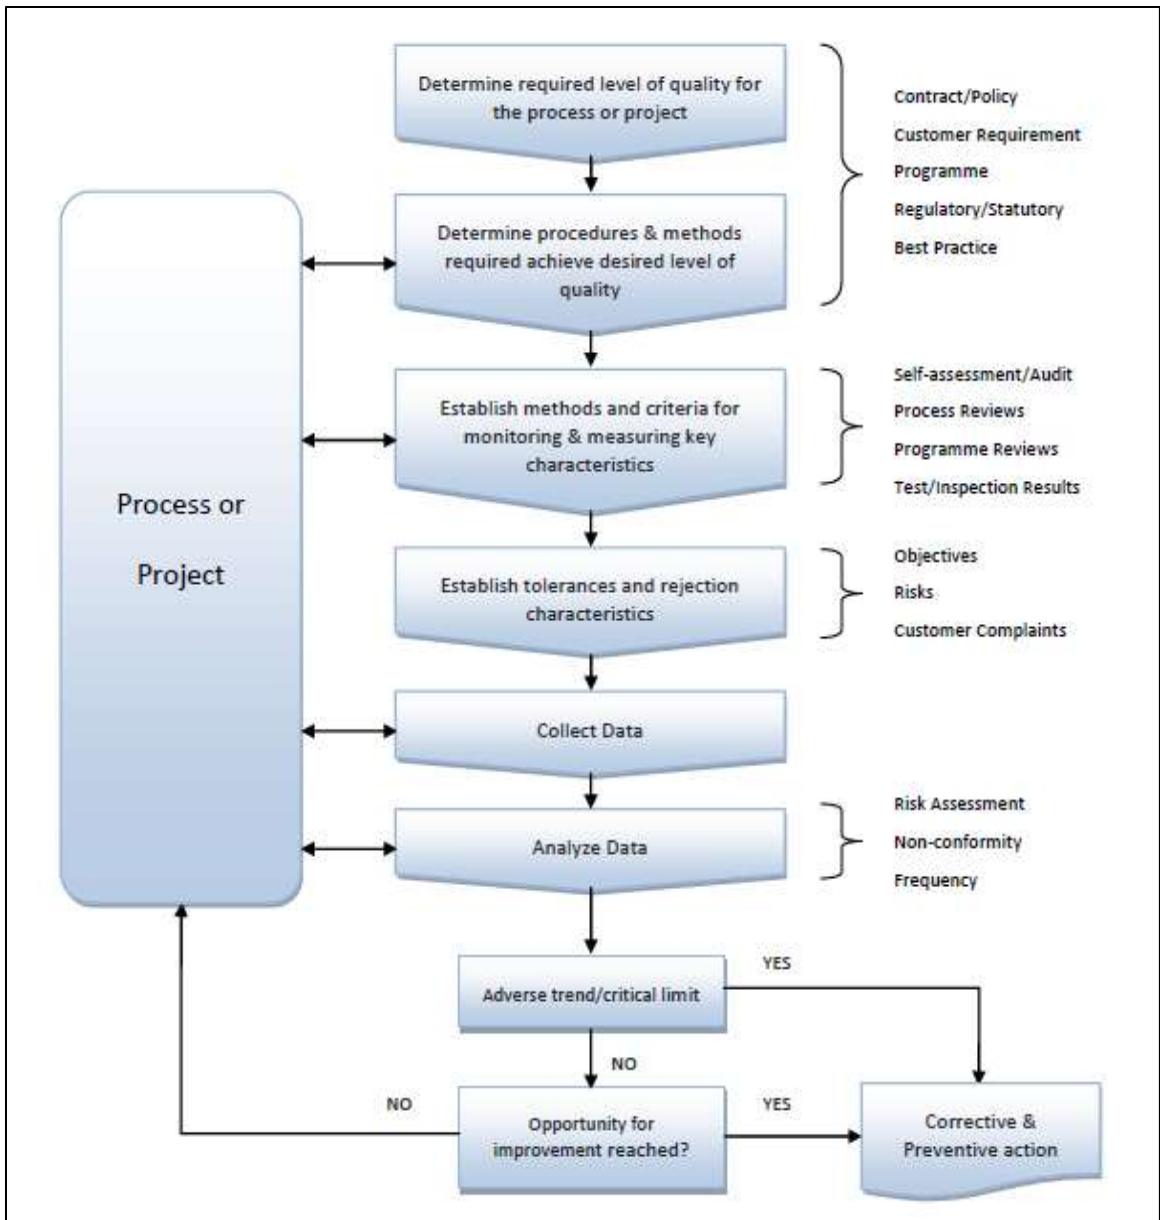 Determine required level of quality for
the process or project
Contract/Policy
Customer Requirement
Programme
Regulatory/Statutory
Best Practice
Determine procedures & methods
required achieve desired level of
quality
Establish methods and criteria for
monitoring & measuring key
characteristics
Self-assessment/Audit
Process Reviews
Programme Reviews
Test/Inspection Results
Process or
Project
Establish tolerances and rejection
characteristics
Objectives
Risks
Customer Complaints
Collect Data
Analyze Data
Risk Assessment
Non-conformity
Frequency
Adverse trend/critical limit
YES
NO
NO
Opportunity for
improvement reached?
YES
Corrective &
Preventive action